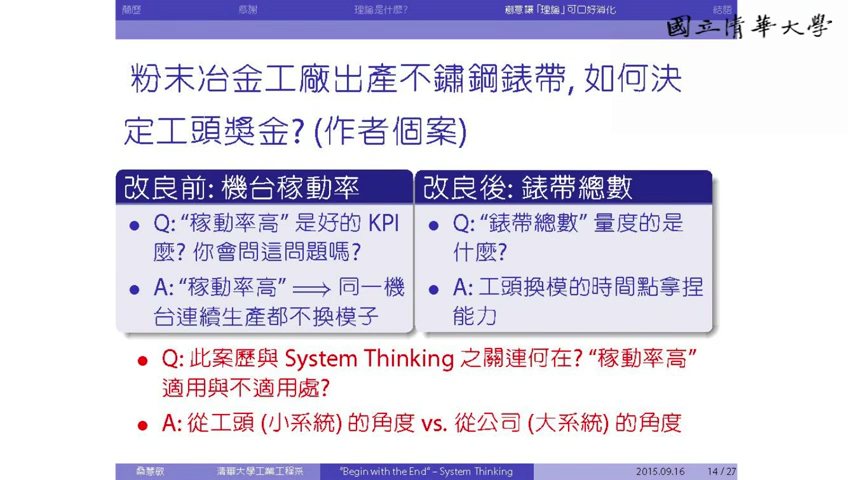 簡歷 感謝 理論是什麼? 樹慧讓「理論」可口好消化 結語
國立清華大學
粉末冶金工廠出產不鏽鋼錶帶, 如何決
定工頭獎金? (作者個案)
改良前: 機台稼動率
Q: “稼動率高” 是好的 KPI
麼? 你會問這問題嗎?
A: “稼動率高” ⟹ 同一機
台連續生產都不換模子
改良後: 錶帶總數
Q: “錶帶總數” 量度的是
什麼?
A: 工頭換模的時間點拿捏
能力
Q: 此案歷與 System Thinking 之關連何在? “稼動率高”
適用與不適用處?
A: 從工頭 (小系統) 的角度 vs. 從公司 (大系統) 的角度
桑慧敏 清華大學工業工程系 “Begin with the End” – System Thinking 2015.09.16 14 / 27